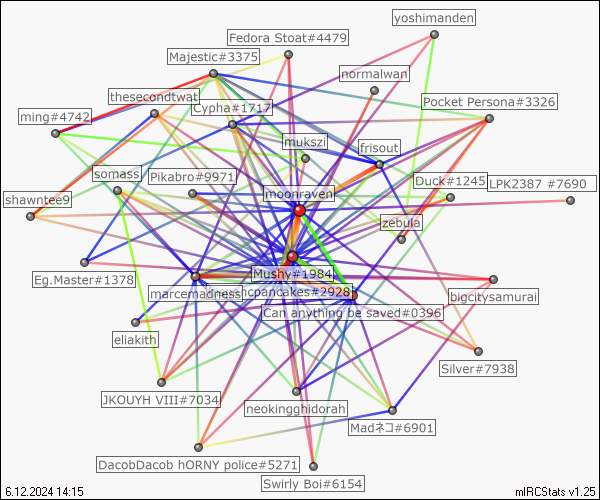 yoshimanden
Fedora Stoat#4479
Majestic#3375
normalwan
thesecondtwat
Pocket Persona#3326
Cypha#1717
ming#4742
mukszi
frisout
somass
Pikabro#9971
Duck#1245
LPK2387 #7690
moonraven
shawntee9
zebula
Eg.Master#1378
Mushy#1984
marcemadness
hcpancakes#2928
bigcitysamurai
Can anything be saved#0396
eliakith
Silver#7938
JKOUYH VIII#7034
neokingghidorah
Madネコ#6901
DacobDacob hORNY police#5271
Swirly Boi#6154
6.12.2024 14:15
mIRCStats v1.25